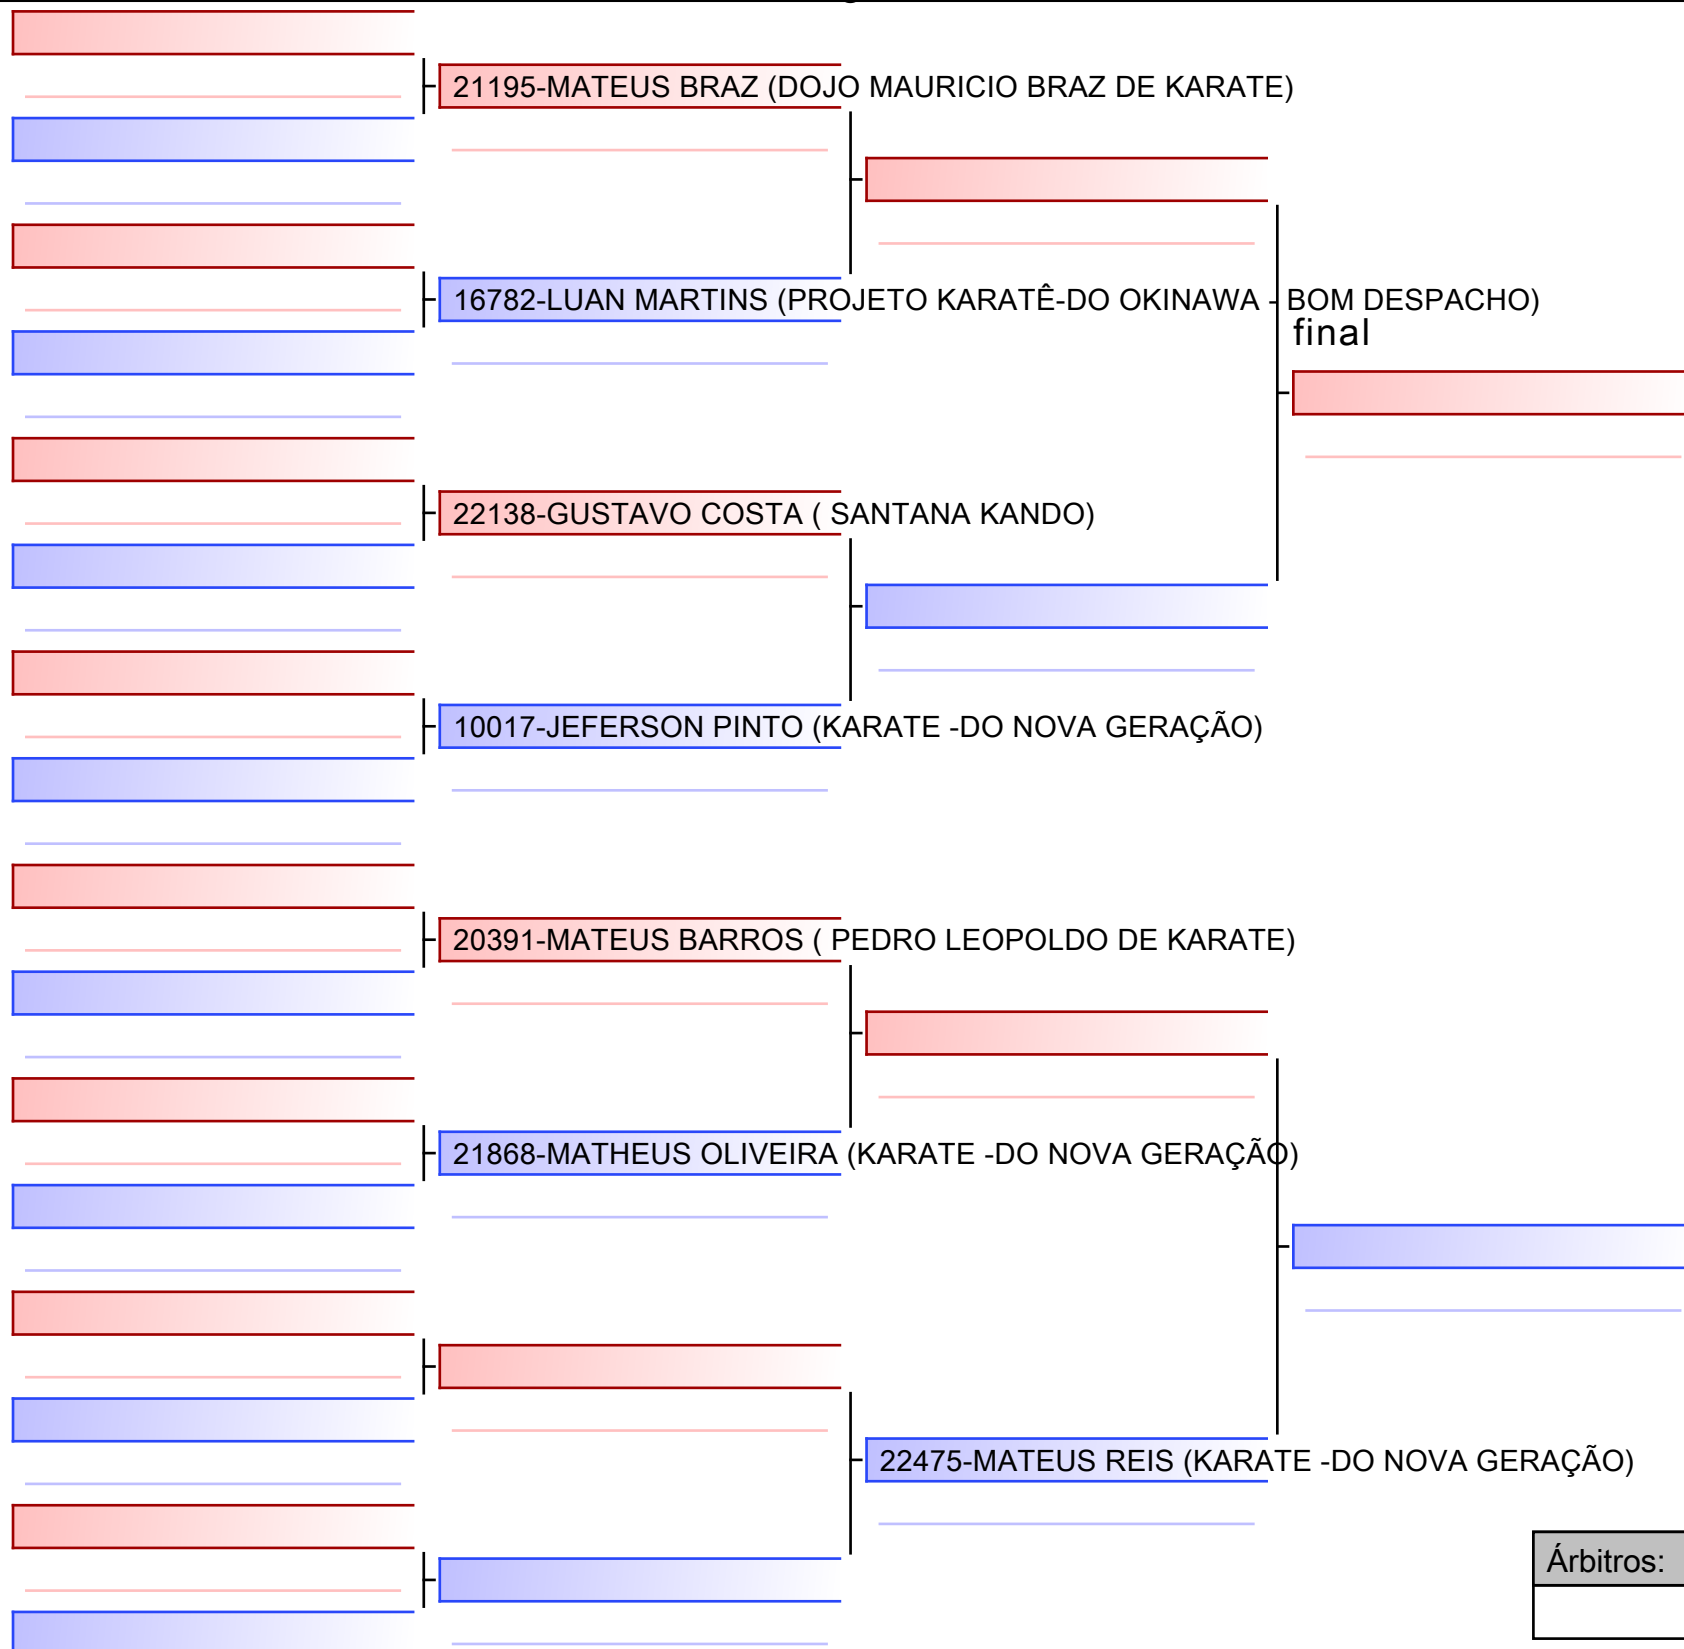 21195-MATEUS BRAZ (DOJO MAURICIO BRAZ DE KARATE)
16782-LUAN MARTINS (PROJETO KARATÊ-DO OKINAWA - BOM DESPACHO)
final
22138-GUSTAVO COSTA ( SANTANA KANDO)
10017-JEFERSON PINTO (KARATE -DO NOVA GERAÇÃO)
20391-MATEUS BARROS ( PEDRO LEOPOLDO DE KARATE)
21868-MATHEUS OLIVEIRA (KARATE -DO NOVA GERAÇÃO)
22475-MATEUS REIS (KARATE -DO NOVA GERAÇÃO)
Árbitros: